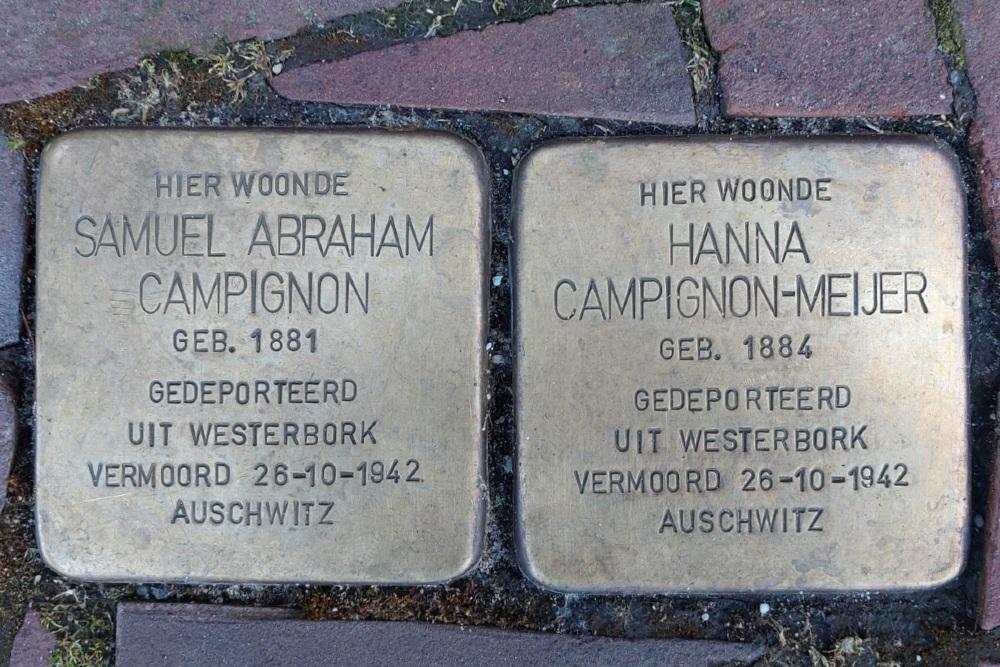 HIER WOONDE
SAMUEL ABRAHAM
CAMPIGNON
GEB. 1881
GEDEPORTEERD
UIT WESTERBORK
VERMOORD 26-10-1942
AUSCHWITZ
HIER WOONDE
HANNA
CAMPIGNON-MEIJER
GEB. 1884
GEDEPORTEERD
UIT WESTERBORK
VERMOORD 26-10-1942
AUSCHWITZ